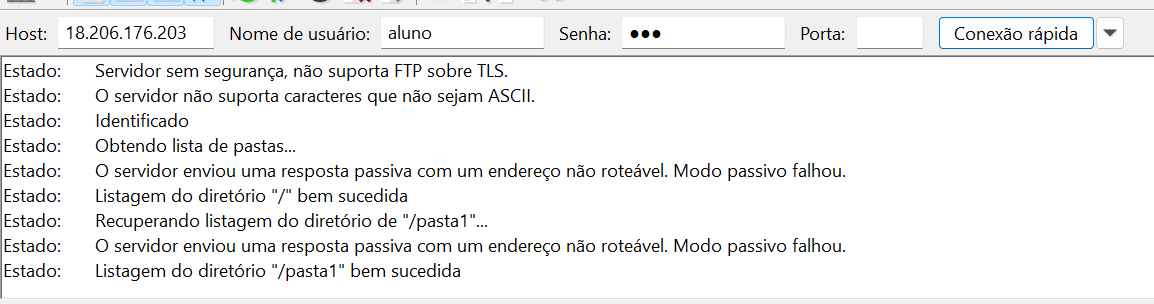 Host: 18.206.176.203 Nome de usuário: aluno Senha: ●●● Porta: Conexão rápida
Estado: Servidor sem segurança, não suporta FTP sobre TLS.
Estado: O servidor não suporta caracteres que não sejam ASCII.
Estado: Identificado
Estado: Obtendo lista de pastas...
Estado: O servidor enviou uma resposta passiva com um endereço não roteável. Modo passivo falhou.
Estado: Listagem do diretório "/" bem sucedida
Estado: Recuperando listagem do diretório de "/pasta1"...
Estado: O servidor enviou uma resposta passiva com um endereço não roteável. Modo passivo falhou.
Estado: Listagem do diretório "/pasta1" bem sucedida